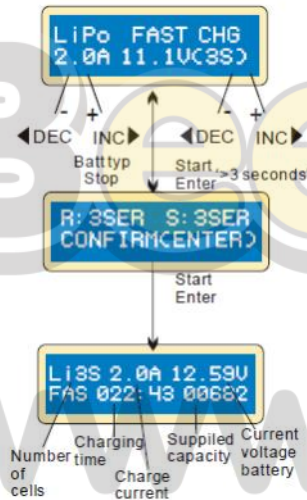 LiPo FAST CHG
2.0A 11.1V(3S)
- + - +
◀DEC INC▶ ◀DEC INC▶
Batt typ
Stop
Start
Enter >3 seconds
R:3SER S:3SER
CONFIRM(ENTER)
Start
Enter
Li3S 2.0A 12.59V
FAS 022:43 00682
Number of cells
Charging time
Charge current
Suppiled capacity
Current voltage battery